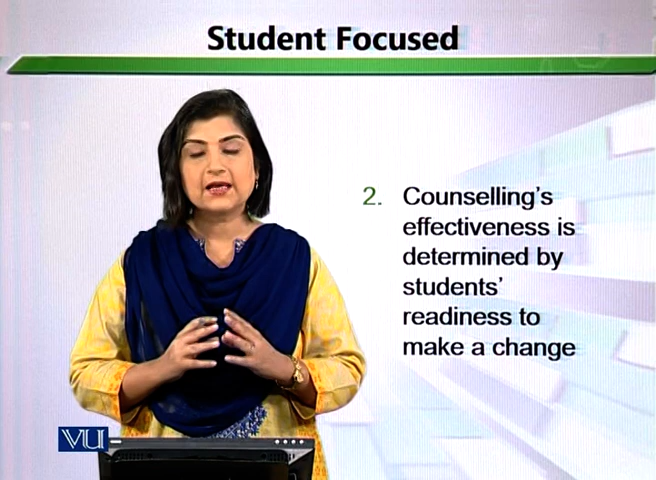 Student Focused
2. Counselling's
effectiveness is
determined by
students'
readiness to
make a change
VU